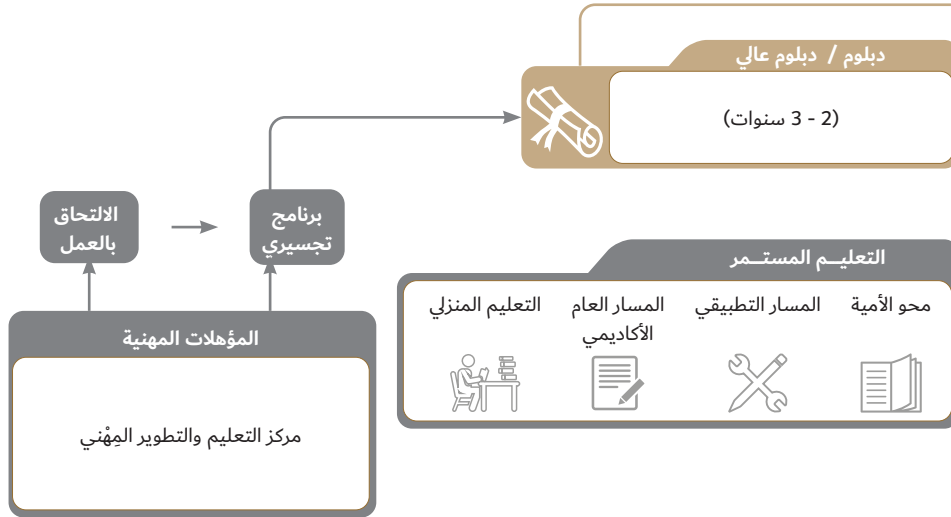 دبلوم / دبلوم عالي
(2 - 3 سنوات)
برنامج
تجسيري
الالتحاق
بالعمل
التعليــم المستــمر
محو الأمية
المسار التطبيقي
المسار العام
الأكاديمي
التعليم المنزلي
المؤهلات المهنية
مركز التعليم والتطوير المِهْني